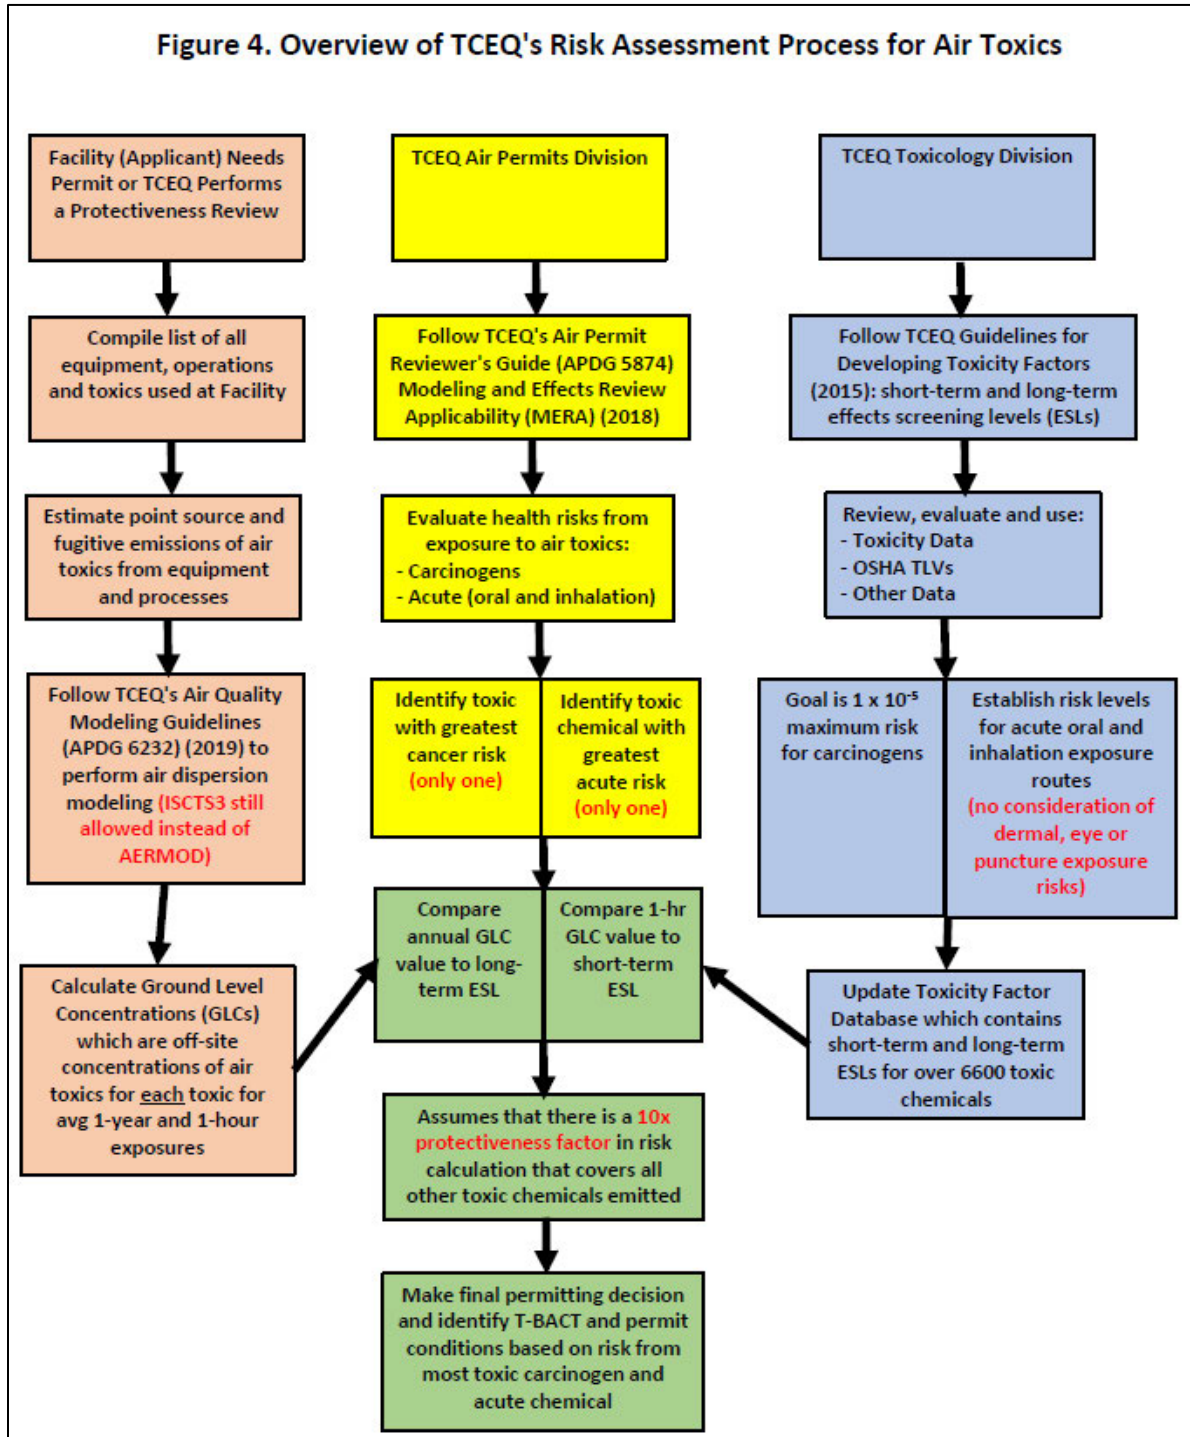 Figure 4. Overview of TCEQ's Risk Assessment Process for Air Toxics
Facility (Applicant) Needs
Permit or TCEQ Performs
a Protectiveness Review
TCEQ Air Permits Division
TCEQ Toxicology Division
Compile list of all
equipment, operations
and toxics used at Facility
Follow TCEQ's Air Permit
Reviewer's Guide (APDG 5874)
Modeling and Effects Review
Applicability (MERA) (2018)
Follow TCEQ Guidelines for
Developing Toxicity Factors
(2015): short-term and long-term
effects screening levels (ESLs)
Estimate point source and
fugitive emissions of air
toxics from equipment
and processes
Evaluate health risks from
exposure to air toxics:
- Carcinogens
- Acute (oral and inhalation)
Review, evaluate and use:
- Toxicity Data
- OSHA TLVs
- Other Data
Follow TCEQ's Air Quality
Modeling Guidelines
(APDG 6232) (2019) to
perform air dispersion
modeling (ISCTS3 still
allowed instead of
AERMOD)
Identify toxic
with greatest
cancer risk
(only one)
Identify toxic
chemical with
greatest
acute risk
(only one)
Goal is 1 x 10⁻⁵
maximum risk
for carcinogens
Establish risk levels
for acute oral and
inhalation exposure
routes
(no consideration of
dermal, eye or
puncture exposure
risks)
Compare
annual GLC
value to long-
term ESL
Compare 1-hr
GLC value to
short-term
ESL
Calculate Ground Level
Concentrations (GLCs)
which are off-site
concentrations of air
toxics for each toxic for
avg 1-year and 1-hour
exposures
Update Toxicity Factor
Database which contains
short-term and long-term
ESLs for over 6600 toxic
chemicals
Assumes that there is a 10x
protectiveness factor in risk
calculation that covers all
other toxic chemicals emitted
Make final permitting decision
and identify T-BACT and permit
conditions based on risk from
most toxic carcinogen and
acute chemical